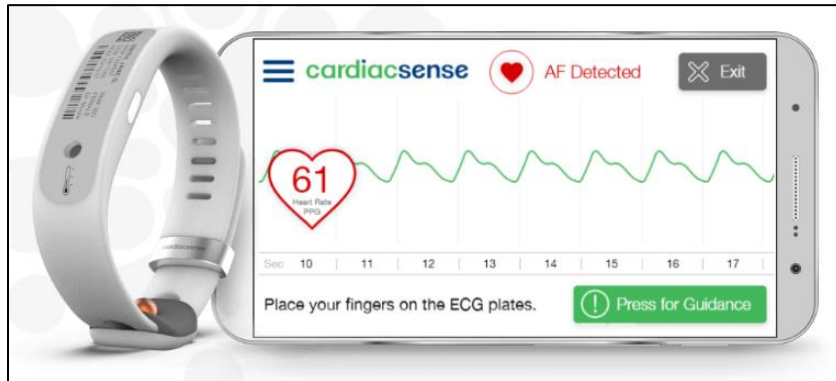 cardiacsense
AF Detected
Exit
61
Heart Rate
PPG
Sec 10 11 12 13 14 15 16 17
Place your fingers on the ECG plates.
Press for Guidance
cardiacsense